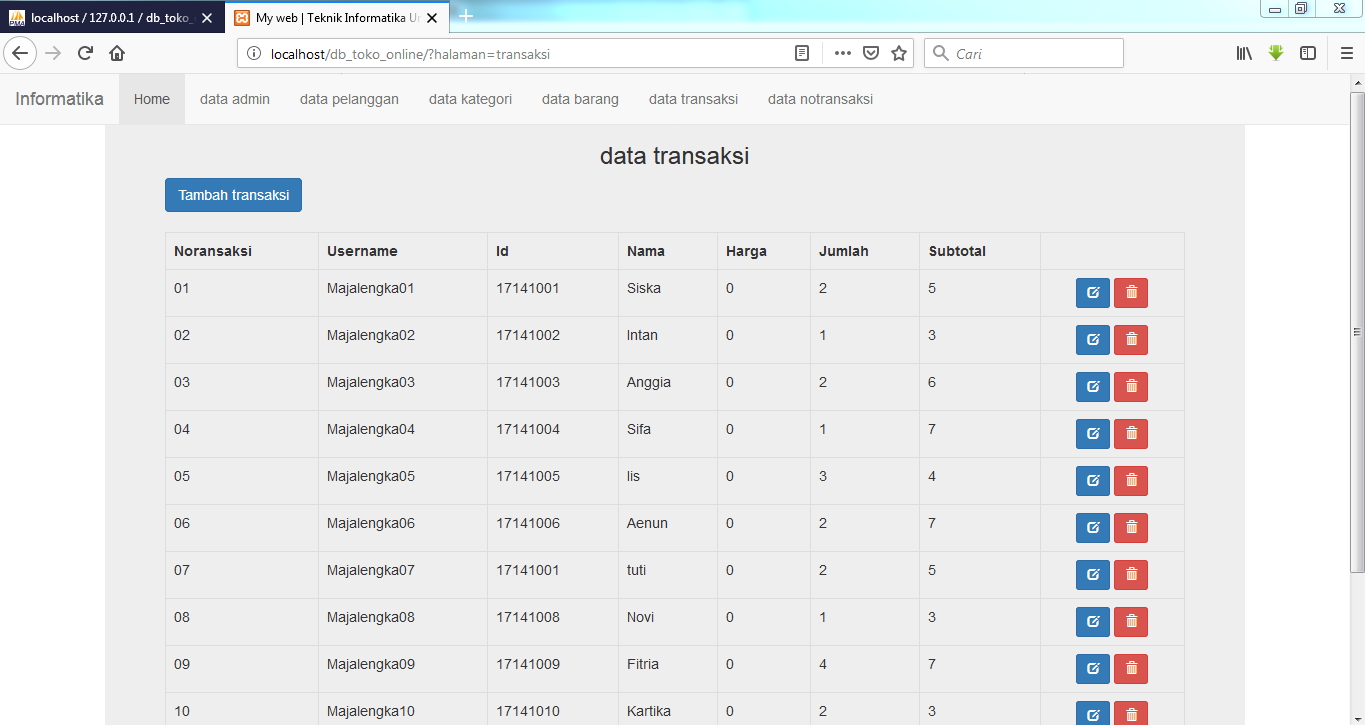 localhost / 127.0.0.1 / db_toko_
My web | Teknik Informatika Un
localhost/db_toko_online/?halaman=transaksi
Cari
Informatika Home data admin data pelanggan data kategori data barang data transaksi data notransaksi
data transaksi
Tambah transaksi
Noransaksi Username Id Nama Harga Jumlah Subtotal
01 Majalengka01 17141001 Siska 0 2 5
02 Majalengka02 17141002 Intan 0 1 3
03 Majalengka03 17141003 Anggia 0 2 6
04 Majalengka04 17141004 Sifa 0 1 7
05 Majalengka05 17141005 Iis 0 3 4
06 Majalengka06 17141006 Aenun 0 2 7
07 Majalengka07 17141001 tuti 0 2 5
08 Majalengka08 17141008 Novi 0 1 3
09 Majalengka09 17141009 Fitria 0 4 7
10 Majalengka10 17141010 Kartika 0 2 3